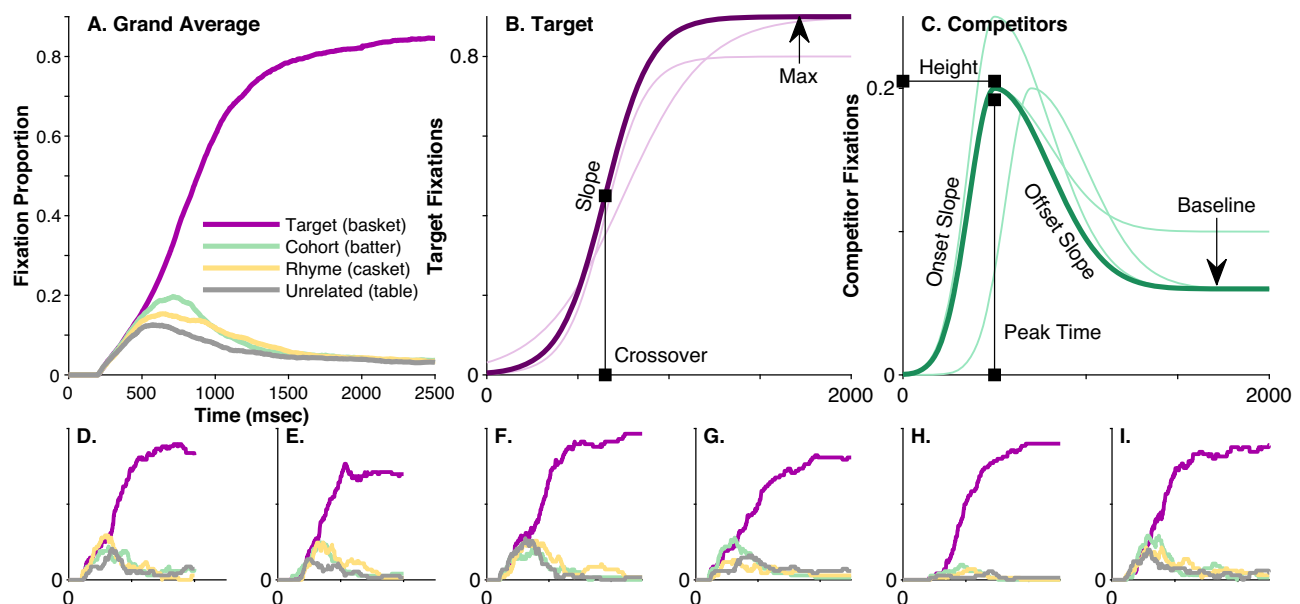 A. Grand Average
Fixation Proportion
0.8
0.6
0.4
0.2
0
Target (basket)
Cohort (batter)
Rhyme (casket)
Unrelated (table)
0
500
1000
1500
2000
2500
Time (msec)
B. Target
Target Fixations
0.8
0
Max
Slope
Crossover
0
2000
C. Competitors
Competitor Fixations
0.2
0
Height
Onset Slope
Offset Slope
Baseline
Peak Time
0
2000
D.
0
0
E.
0
0
F.
0
0
G.
0
0
H.
0
0
I.
0
0